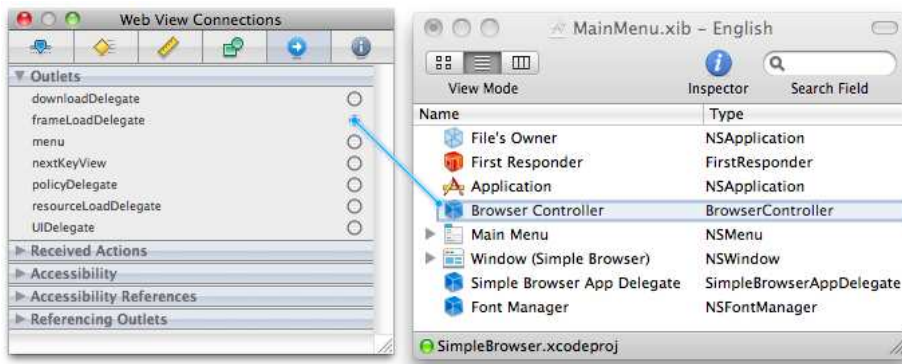 Web View Connections
Outlets
downloadDelegate
frameLoadDelegate
menu
nextKeyView
policyDelegate
resourceLoadDelegate
UIDelegate
Received Actions
Accessibility
Accessibility References
Referencing Outlets
MainMenu.xib – English
View Mode
Inspector
Search Field
Name Type
File's Owner NSApplication
First Responder FirstResponder
Application NSApplication
Browser Controller BrowserController
Main Menu NSMenu
Window (Simple Browser) NSWindow
Simple Browser App Delegate SimpleBrowserAppDelegate
Font Manager NSFontManager
SimpleBrowser.xcodeproj